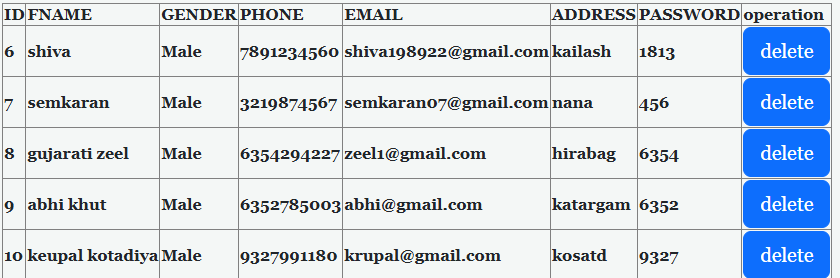 ID FNAME GENDER PHONE EMAIL ADDRESS PASSWORD operation
6 shiva Male 7891234560 shiva198922@gmail.com kailash 1813 delete
7 semkaran Male 3219874567 semkaran07@gmail.com nana 456 delete
8 gujarati zeel Male 6354294227 zeel1@gmail.com hirabag 6354 delete
9 abhi khut Male 6352785003 abhi@gmail.com katargam 6352 delete
10 keupal kotadiya Male 9327991180 krupal@gmail.com kosatd 9327 delete